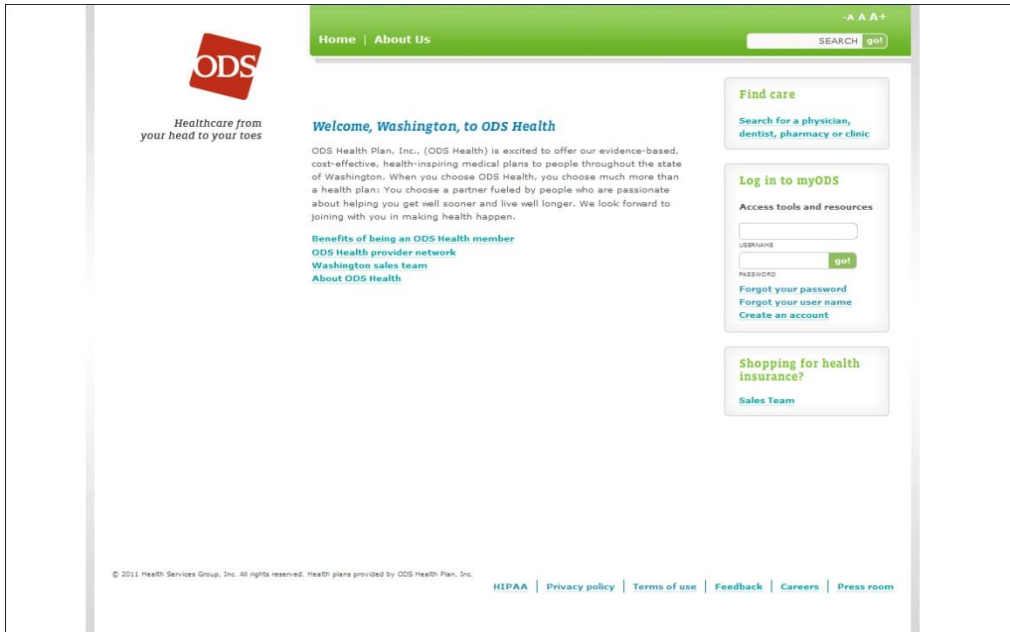 -A A A+
Home | About Us
SEARCH go!
ODS
Healthcare from
your head to your toes
Welcome, Washington, to ODS Health
ODS Health Plan, Inc., (ODS Health) is excited to offer our evidence-based,
cost-effective, health-inspiring medical plans to people throughout the state
of Washington. When you choose ODS Health, you choose much more than
a health plan: You choose a partner fueled by people who are passionate
about helping you get well sooner and live well longer. We look forward to
joining with you in making health happen.
Benefits of being an ODS Health member
ODS Health provider network
Washington sales team
About ODS Health
Find care
Search for a physician,
dentist, pharmacy or clinic
Log in to myODS
Access tools and resources
USERNAME
go!
PASSWORD
Forgot your password
Forgot your user name
Create an account
Shopping for health
insurance?
Sales Team
© 2011 Health Services Group, Inc. All rights reserved. Health plans provided by ODS Health Plan, Inc.
HIPAA | Privacy policy | Terms of use | Feedback | Careers | Press room